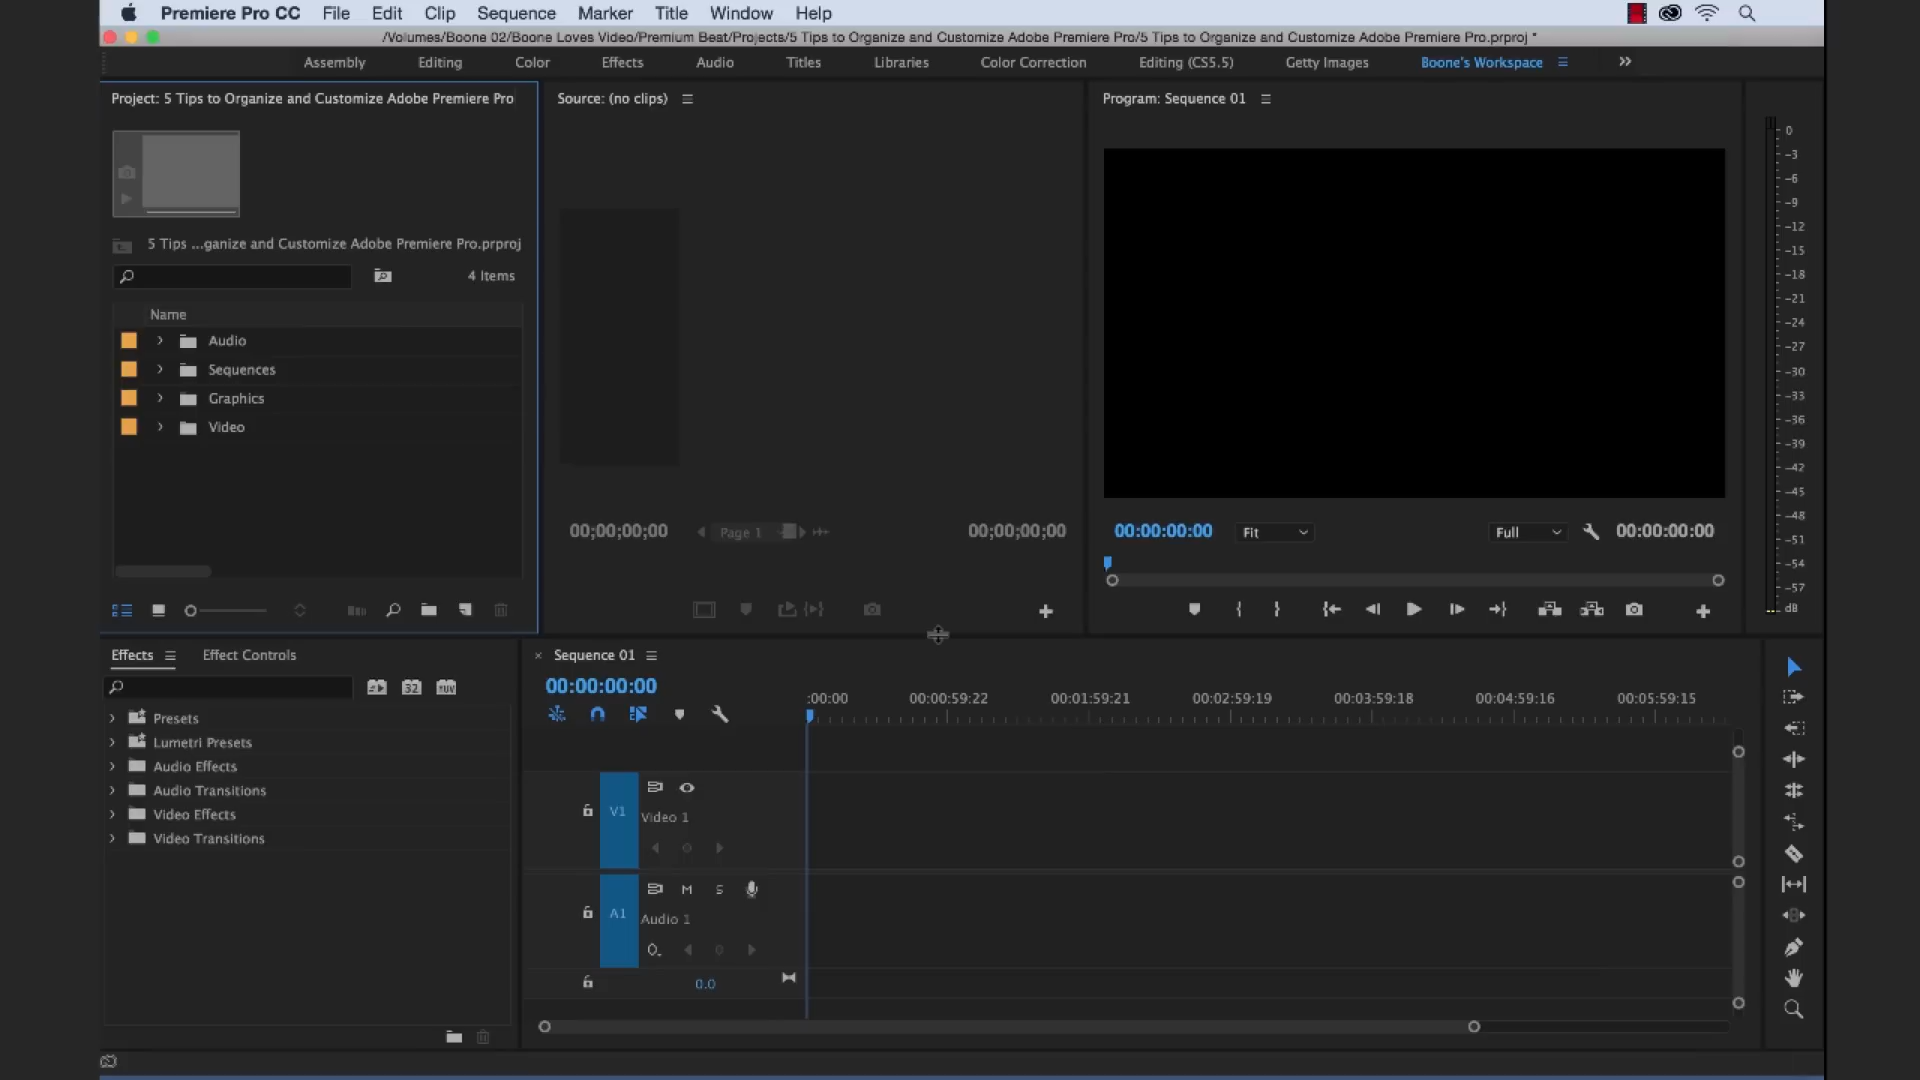 Premiere Pro CC File Edit Clip Sequence Marker Title Window Help
/Volumes/Boone 02/Boone Loves Video/Premium Beat/Projects/5 Tips to Organize and Customize Adobe Premiere Pro/5 Tips to Organize and Customize Adobe Premiere Pro.prproj *
Assembly Editing Color Effects Audio Titles Libraries Color Correction Editing (CS5.5) Getty Images Boone's Workspace
Project: 5 Tips to Organize and Customize Adobe Premiere Pro
5 Tips ...ganize and Customize Adobe Premiere Pro.prproj
4 Items
Name
Audio
Sequences
Graphics
Video
Source: (no clips)
00;00;00;00 Page 1 00;00;00;00
Program: Sequence 01
00:00:00:00 Fit Full 00:00:00:00
0
-3
-6
-9
-12
-15
-18
-21
-24
-27
-30
-33
-36
-39
-42
-45
-48
-51
-54
-57
dB
Effects Effect Controls
32 YUV
Presets
Lumetri Presets
Audio Effects
Audio Transitions
Video Effects
Video Transitions
× Sequence 01
00:00:00:00
:00:00 00:00:59:22 00:01:59:21 00:02:59:19 00:03:59:18 00:04:59:16 00:05:59:15
V1
Video 1
A1 M S
Audio 1
0.0